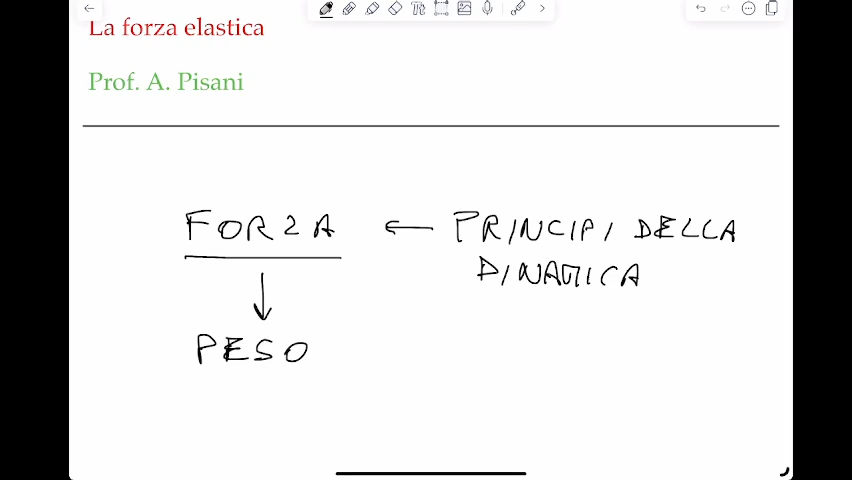 La forza elastica
Prof. A. Pisani
FORZA ← PRINCIPI DELLA
DINAMICA
↓
PESO